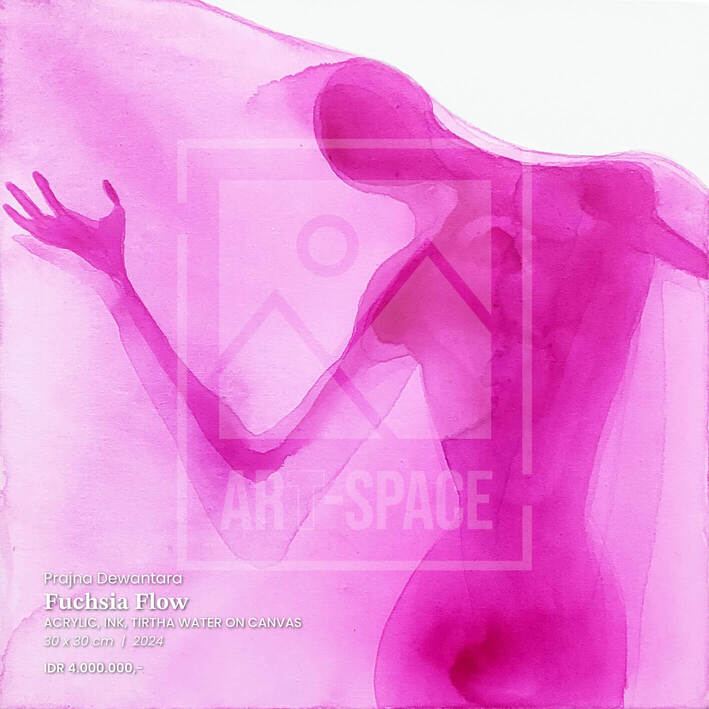 ART-SPACE
Prajna Dewantara
Fuchsia Flow
ACRYLIC, INK, TIRTHA WATER ON CANVAS
30 x 30 cm | 2024
IDR 4.000.000,-